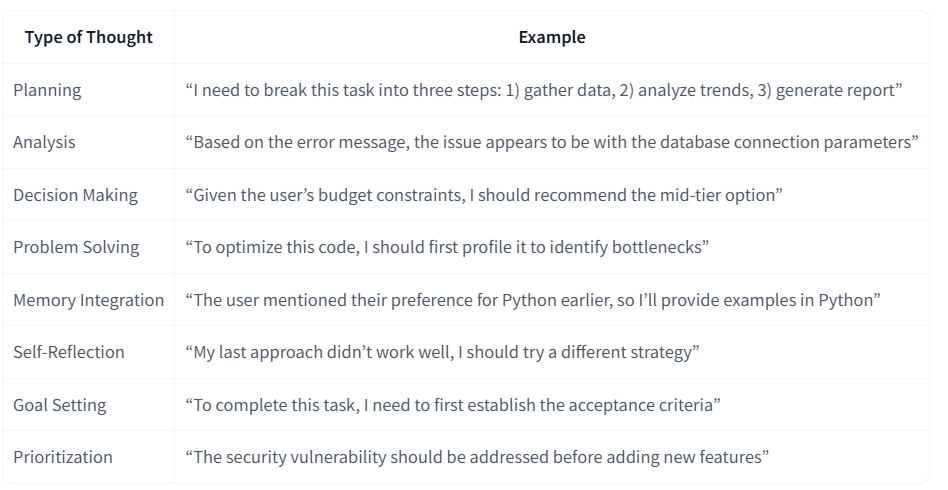 Type of Thought Example
Planning “I need to break this task into three steps: 1) gather data, 2) analyze trends, 3) generate report”
Analysis “Based on the error message, the issue appears to be with the database connection parameters”
Decision Making “Given the user’s budget constraints, I should recommend the mid-tier option”
Problem Solving “To optimize this code, I should first profile it to identify bottlenecks”
Memory Integration “The user mentioned their preference for Python earlier, so I’ll provide examples in Python”
Self-Reflection “My last approach didn’t work well, I should try a different strategy”
Goal Setting “To complete this task, I need to first establish the acceptance criteria”
Prioritization “The security vulnerability should be addressed before adding new features”